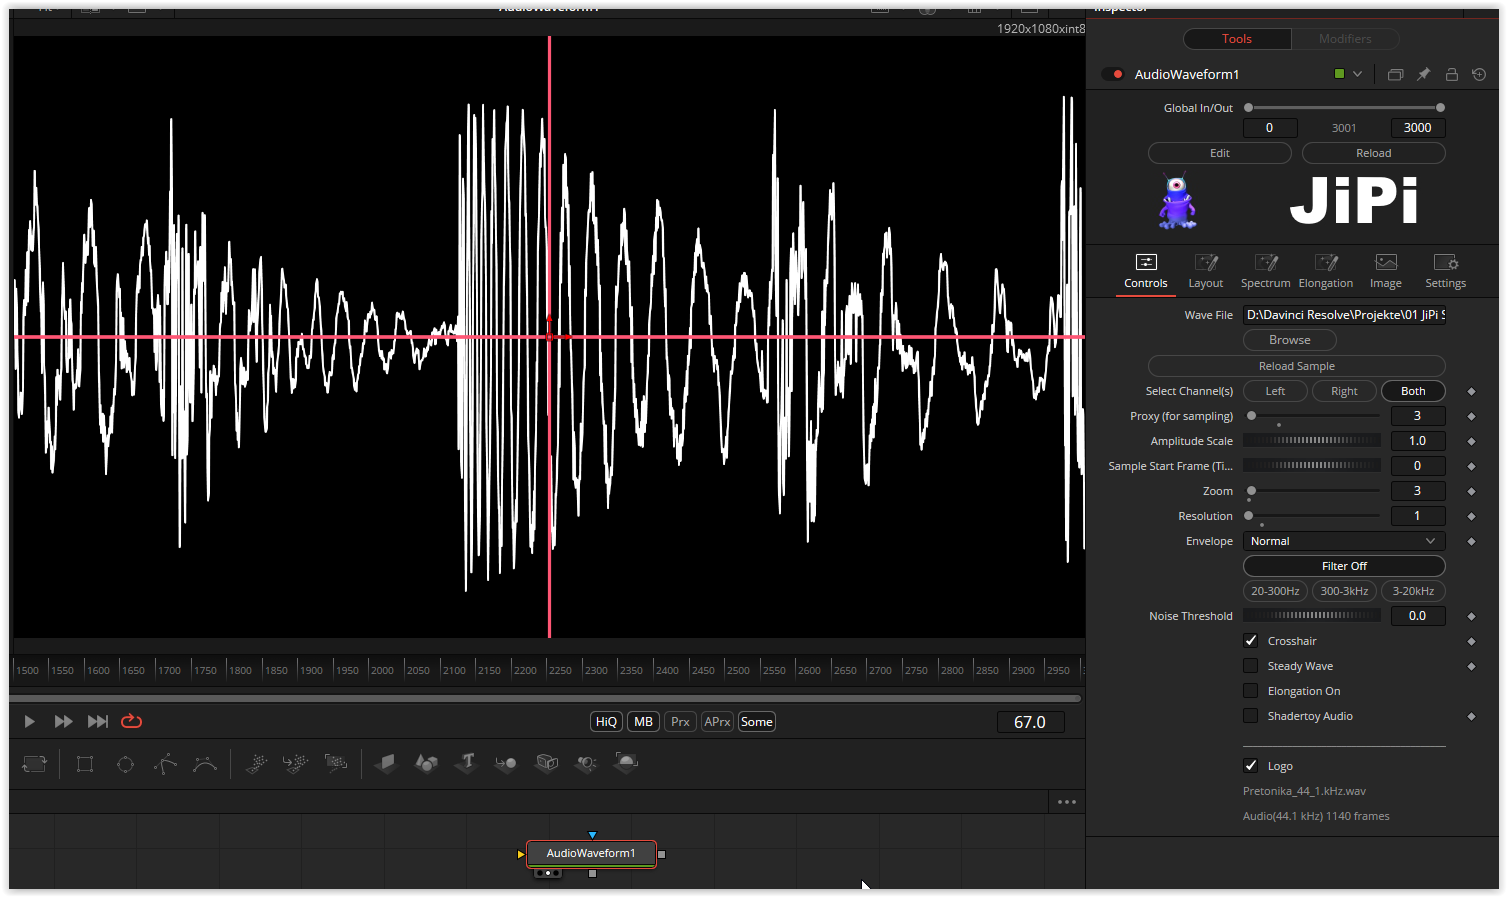 AudioWaveform1
Inspector
1920x1080xint8
Tools
Modifiers
AudioWaveform1
Global In/Out
0
3001
3000
Edit
Reload
JiPi
Controls
Layout
Spectrum
Elongation
Image
Settings
Wave File
D:\Davinci Resolve\Projekte\01 JiPi S
Browse
Reload Sample
Select Channel(s)
Left
Right
Both
Proxy (for sampling)
3
Amplitude Scale
1.0
Sample Start Frame (Ti...
0
Zoom
3
Resolution
1
Envelope
Normal
Filter Off
20-300Hz
300-3kHz
3-20kHz
Noise Threshold
0.0
Crosshair
Steady Wave
Elongation On
Shadertoy Audio
Logo
Pretonika_44_1.kHz.wav
Audio(44.1 kHz) 1140 frames
1500 1550 1600 1650 1700 1750 1800 1850 1900 1950 2000 2050 2100 2150 2200 2250 2300 2350 2400 2450 2500 2550 2600 2650 2700 2750 2800 2850 2900 2950
HiQ MB Prx APrx Some
67.0
AudioWaveform1